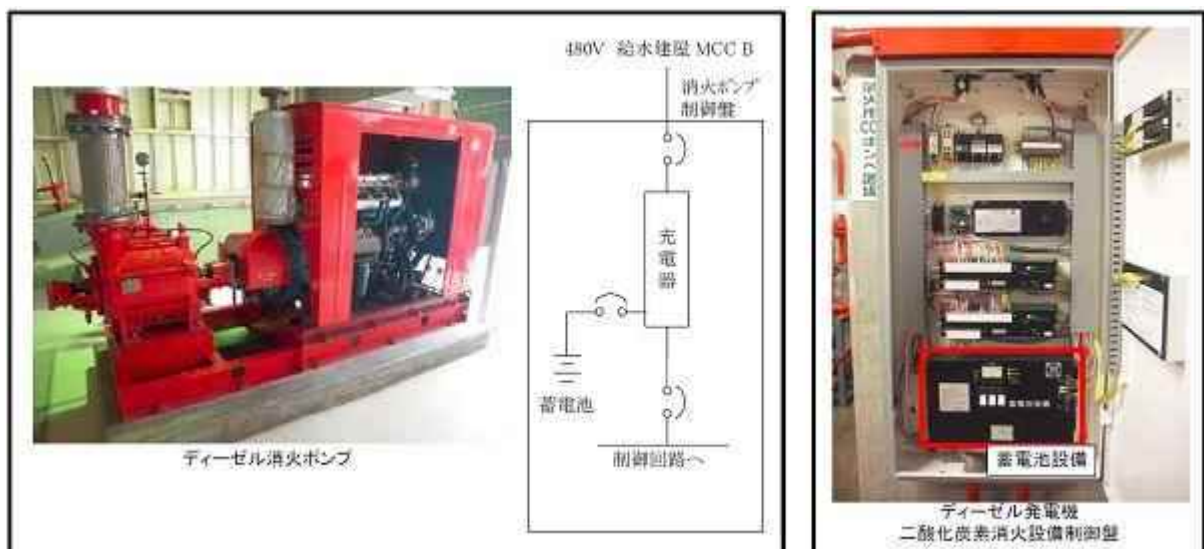 480V 給水建屋 MCC B
消火ポンプ
制御盤
充電器
蓄電池
制御回路へ
ディーゼル消火ポンプ
蓄電池設備
ディーゼル発電機
二酸化炭素消火設備制御盤